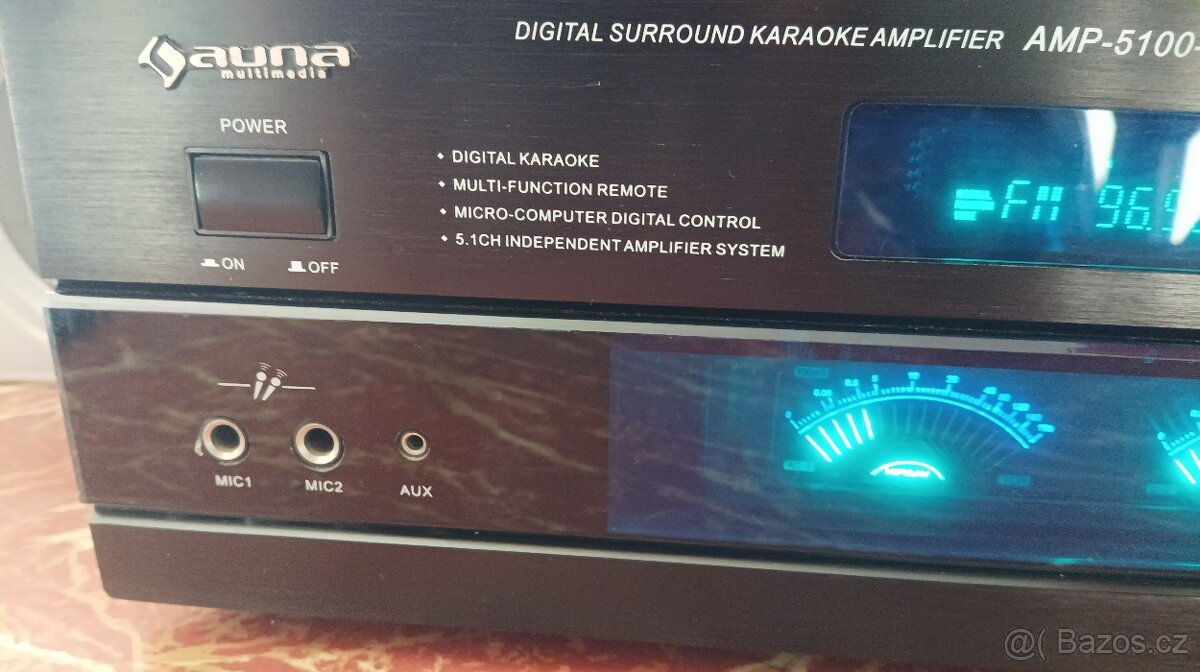 DIGITAL SURROUND KARAOKE AMPLIFIER AMP-5100-
auna
multimedia
POWER
DIGITAL KARAOKE
MULTI-FUNCTION REMOTE
MICRO-COMPUTER DIGITAL CONTROL
5.1CH INDEPENDENT AMPLIFIER SYSTEM
ON OFF
FM 96.
MIC1 MIC2 AUX
@( Bazos.cz